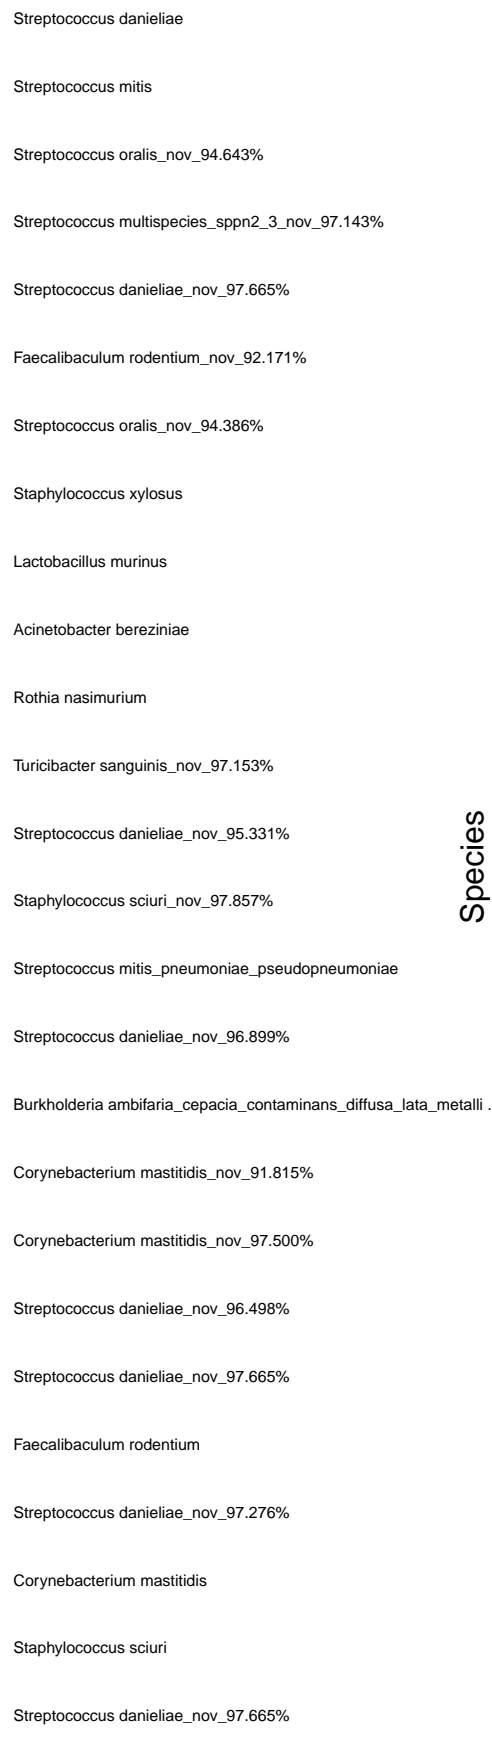 Streptococcus danieliae
Streptococcus mitis
Streptococcus oralis_nov_94.643%
Streptococcus multispecies_sppn2_3_nov_97.143%
Streptococcus danieliae_nov_97.665%
Faecalibaculum rodentium_nov_92.171%
Streptococcus oralis_nov_94.386%
Staphylococcus xylosus
Lactobacillus murinus
Acinetobacter bereziniae
Rothia nasimurium
Turicibacter sanguinis_nov_97.153%
Streptococcus danieliae_nov_95.331%
Staphylococcus sciuri_nov_97.857%
Streptococcus mitis_pneumoniae_pseudopneumoniae
Streptococcus danieliae_nov_96.899%
Burkholderia ambifaria_cepacia_contaminans_diffusa_lata_metalli .
Corynebacterium mastitidis_nov_91.815%
Corynebacterium mastitidis_nov_97.500%
Streptococcus danieliae_nov_96.498%
Streptococcus danieliae_nov_97.665%
Faecalibaculum rodentium
Streptococcus danieliae_nov_97.276%
Corynebacterium mastitidis
Staphylococcus sciuri
Streptococcus danieliae_nov_97.665%
Species